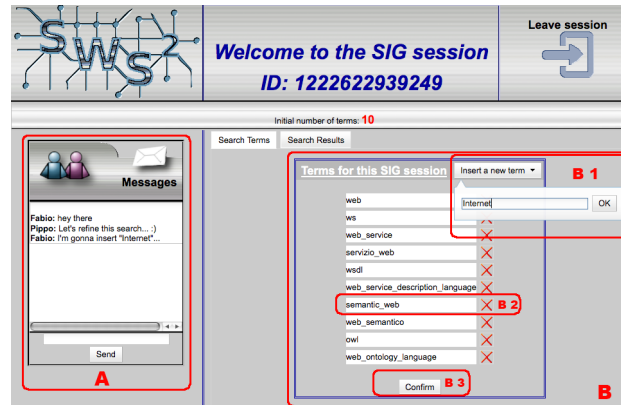 SWS2
Welcome to the SIG session
ID: 1222622939249
Leave session
Initial number of terms: 10
Search Terms
Search Results
Messages
Fabio: hey there
Pippo: Let's refine this search... :)
Fabio: I'm gonna insert "Internet"...
Send
A
Terms for this SIG session
Insert a new term
B 1
Internet
OK
web
ws
web_service
servizio_web
wsdl
web_service_description_language
semantic_web
B 2
web_semantico
owl
web_ontology_language
Confirm
B 3
B